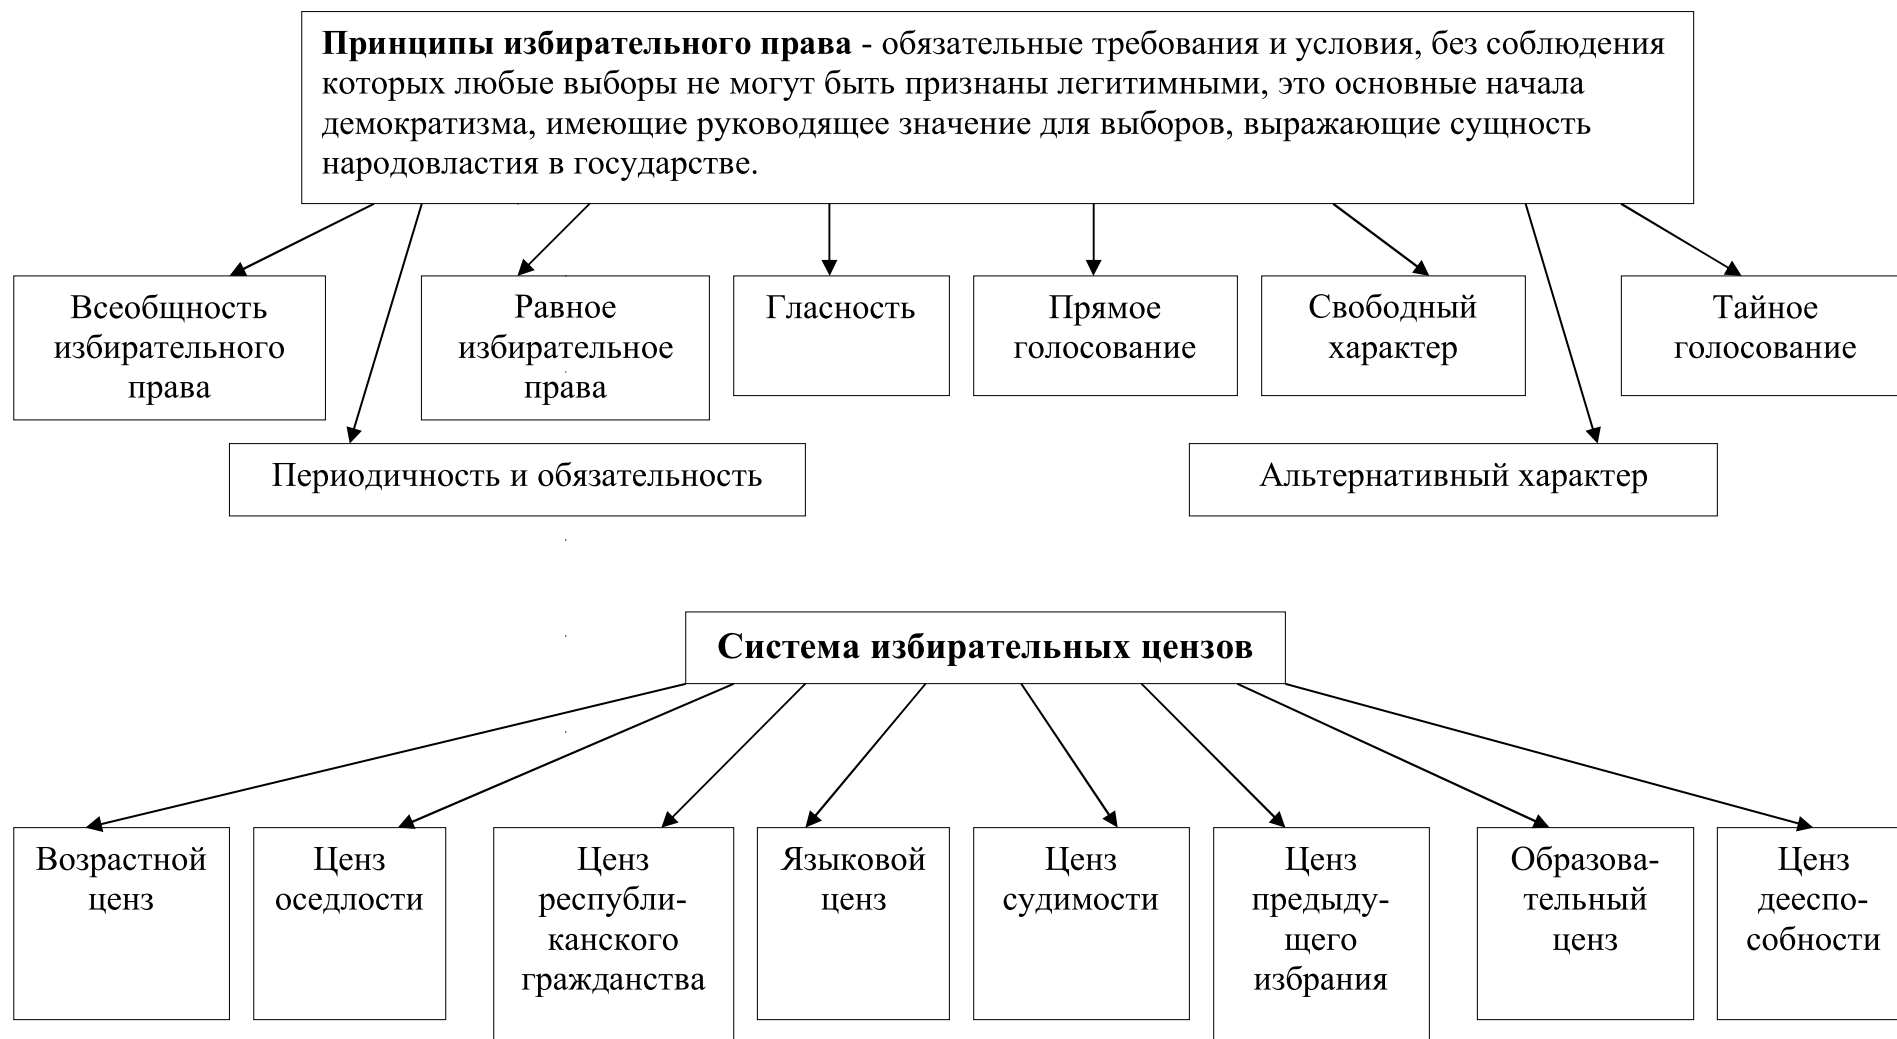 Принципы избирательного права - обязательные требования и условия, без соблюдения
которых любые выборы не могут быть признаны легитимными, это основные начала
демократизма, имеющие руководящее значение для выборов, выражающие сущность
народовластия в государстве.
Всеобщность
избирательного
права
Равное
избирательное
права
Гласность
Прямое
голосование
Свободный
характер
Тайное
голосование
Периодичность и обязательность
Альтернативный характер
Система избирательных цензов
Возрастной
ценз
Ценз
оседлости
Ценз
республи-
канского
гражданства
Языковой
ценз
Ценз
судимости
Ценз
предыду-
щего
избрания
Образова-
тельный
ценз
Ценз
дееспо-
собности